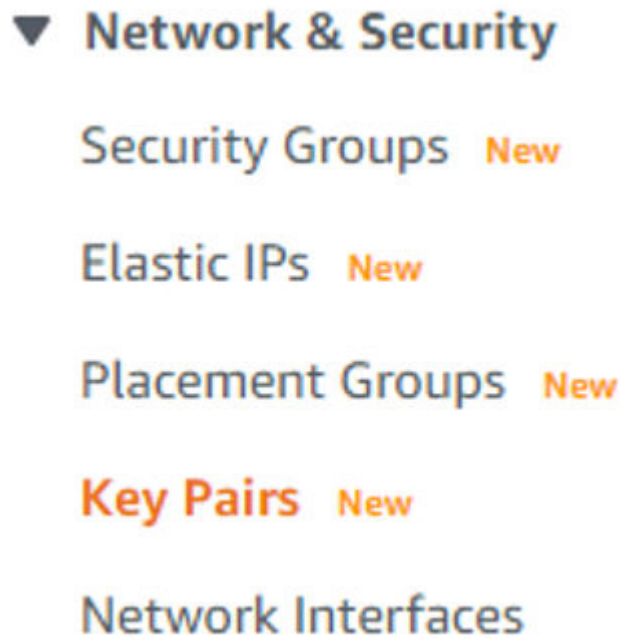 Network & Security
Security Groups New
Elastic IPs New
Placement Groups New
Key Pairs New
Network Interfaces